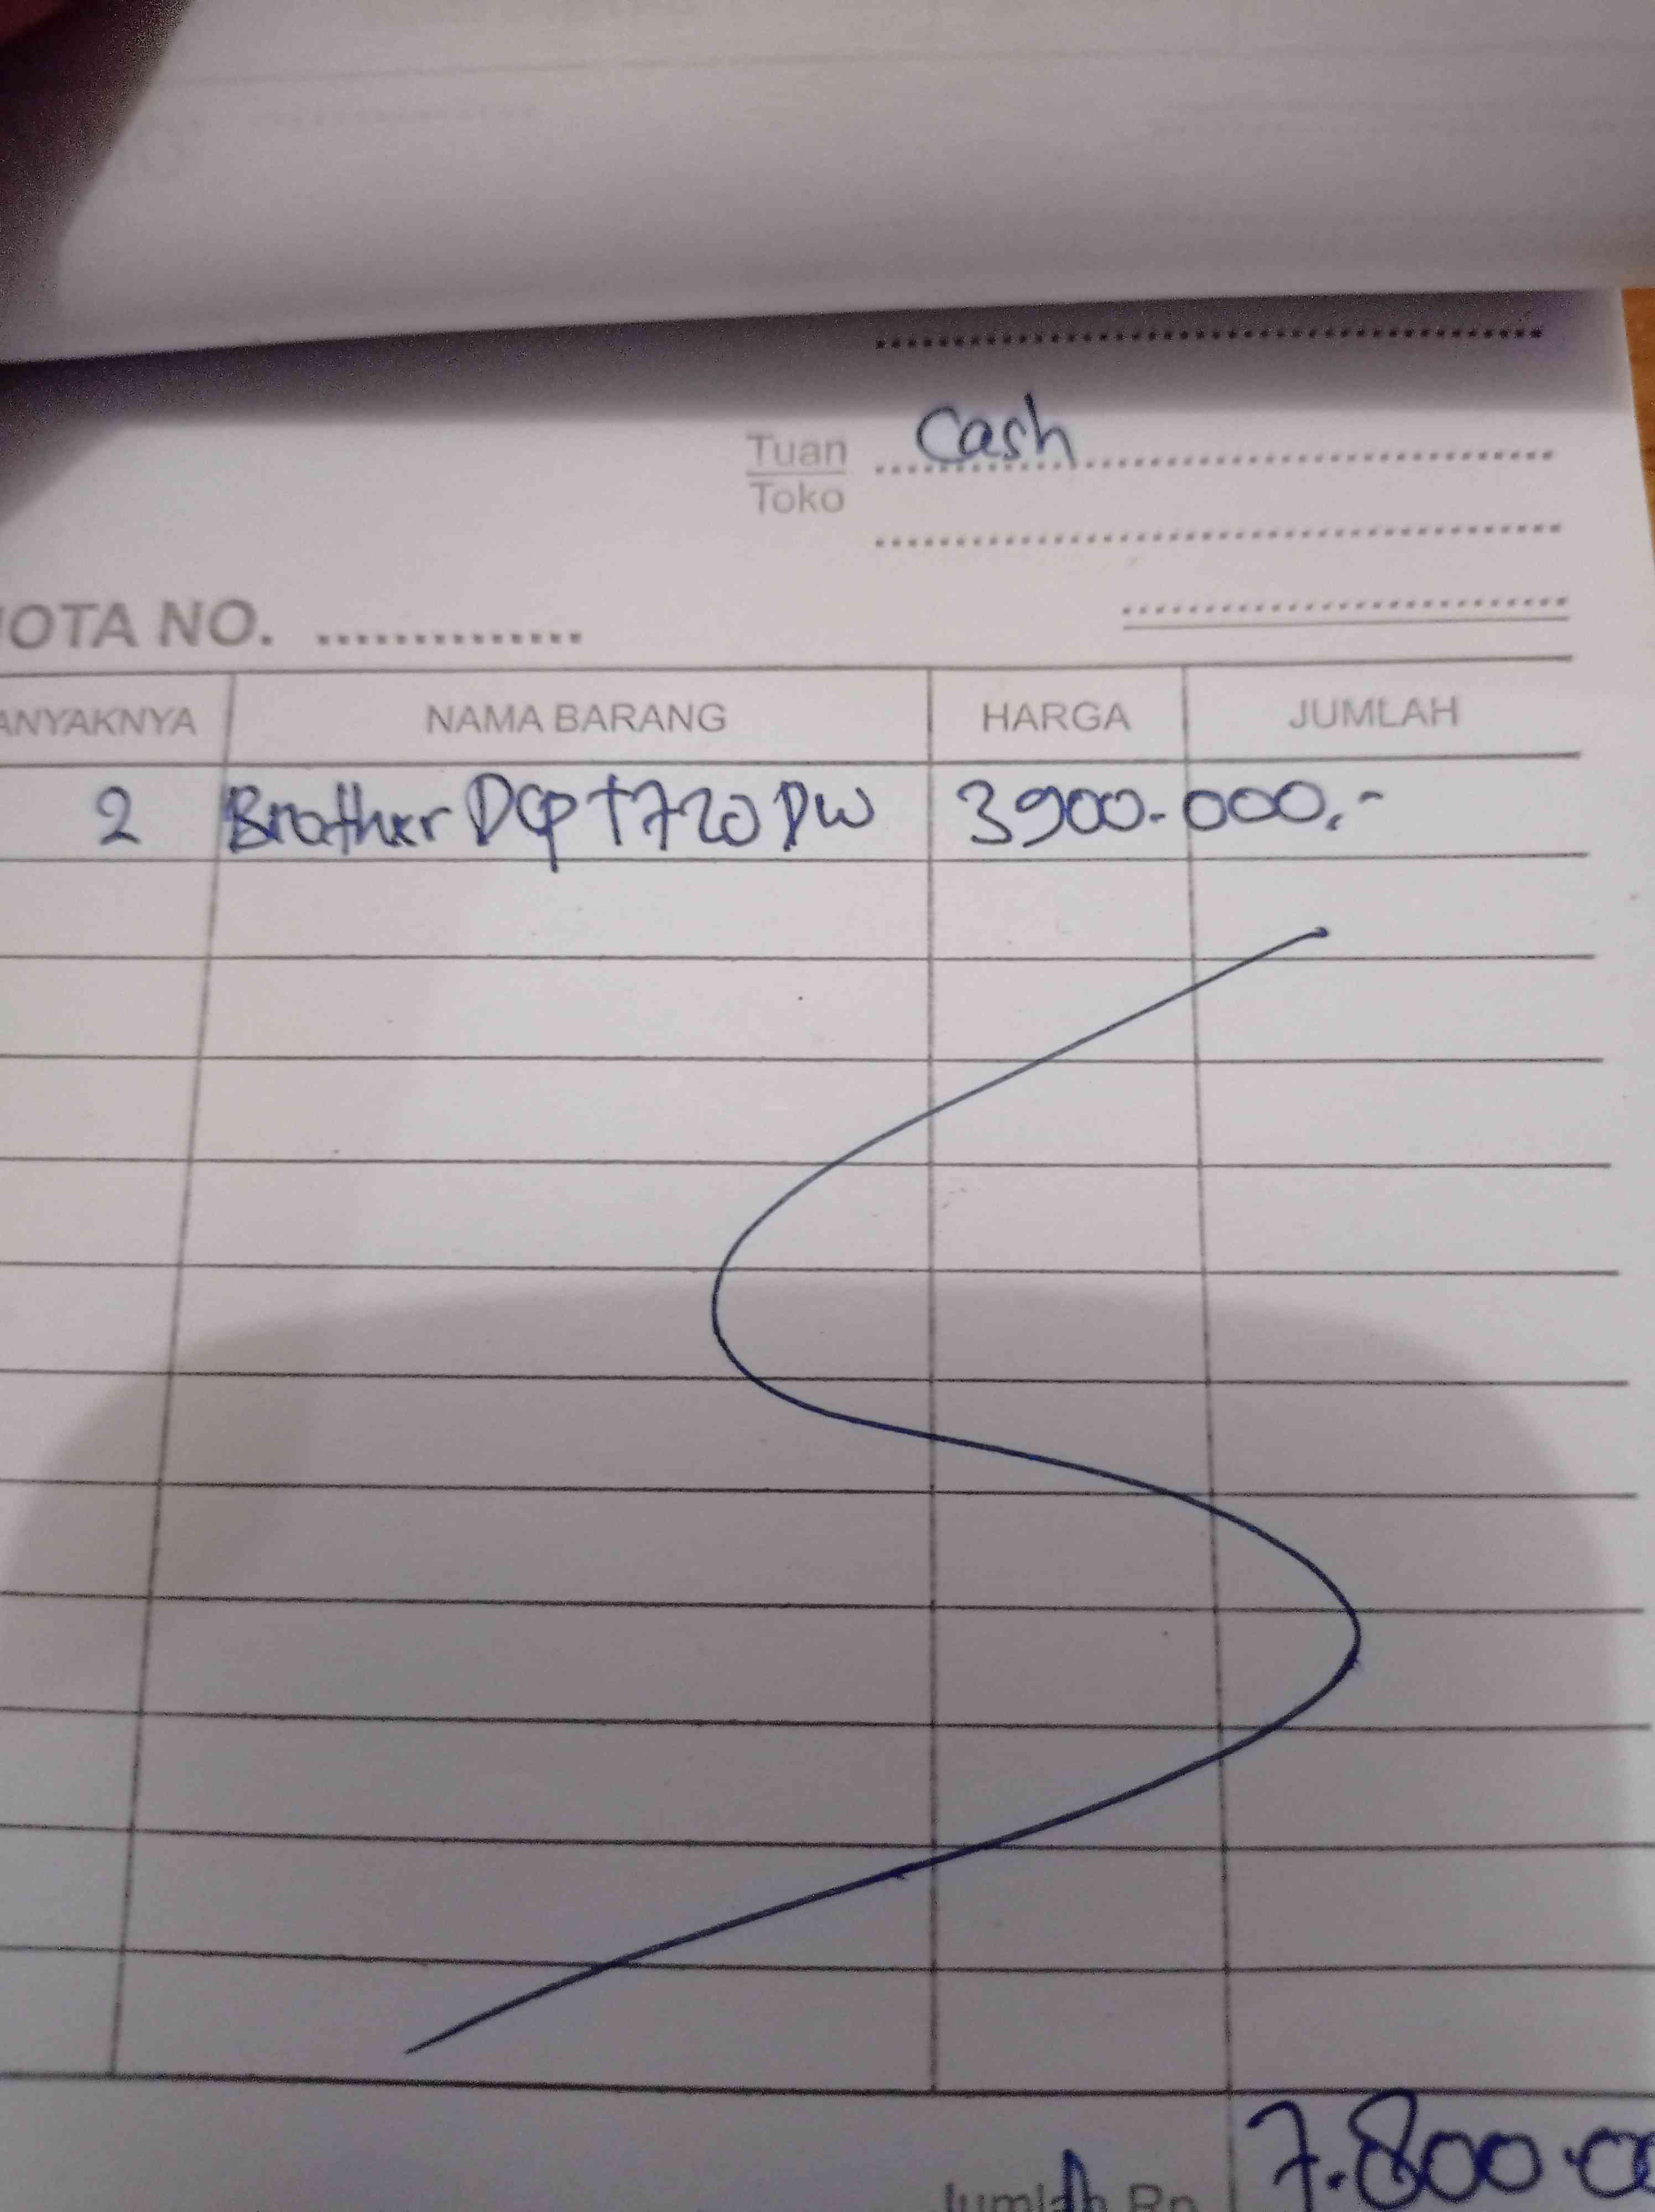 Tuan Cash
Toko
OTA NO. ..............
ANYAKNYA NAMA BARANG HARGA JUMLAH
2 Brother DCP T720 DW 3900.000,-
Jumlah Rp 7.800.00